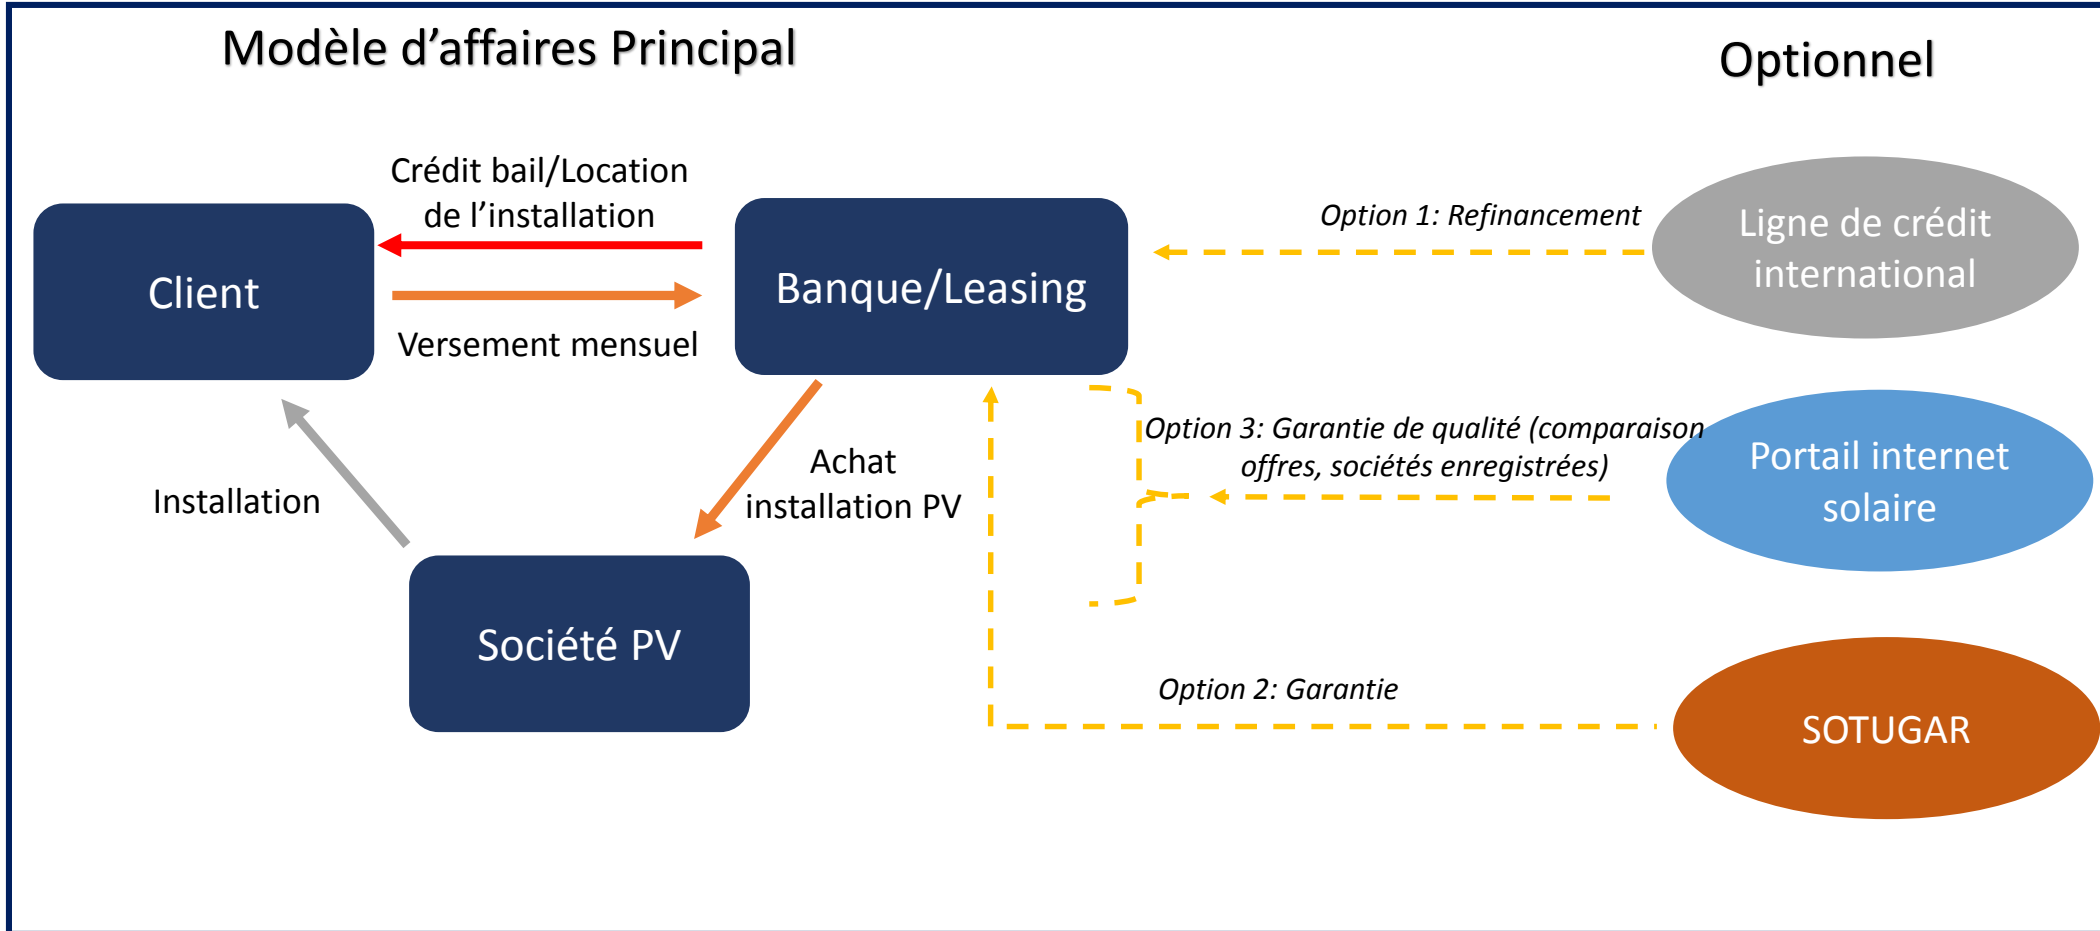 Modèle d’affaires Principal
Optionnel
Crédit bail/Location
de l’installation
Client
Versement mensuel
Banque/Leasing
Option 1: Refinancement
Ligne de crédit
international
Installation
Achat
installation PV
Société PV
Option 3: Garantie de qualité (comparaison
offres, sociétés enregistrées)
Portail internet
solaire
Option 2: Garantie
SOTUGAR